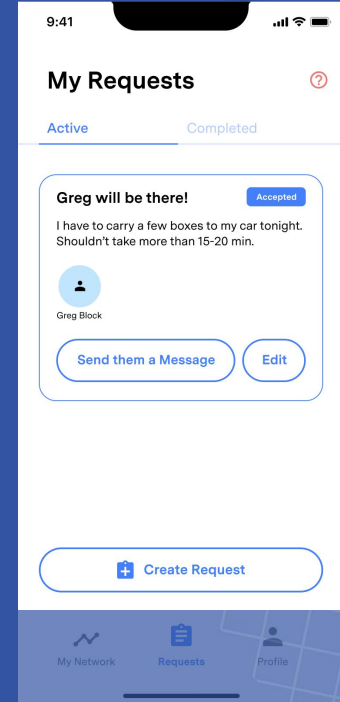 9:41
My Requests
Active
Completed
Greg will be there!
Accepted
I have to carry a few boxes to my car tonight.
Shouldn't take more than 15-20 min.
Greg Block
Send them a Message
Edit
Create Request
My Network
Requests
Profile